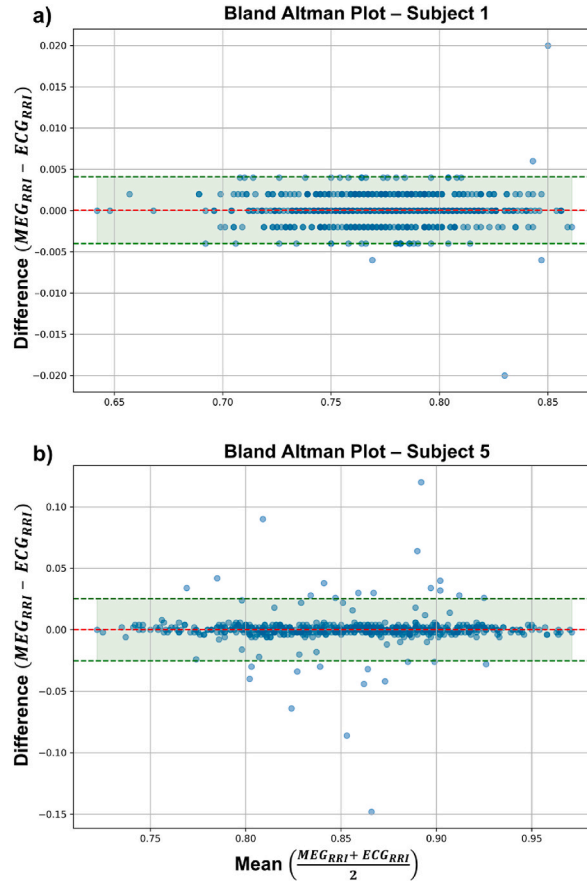 a)
Bland Altman Plot – Subject 1
Difference (MEG_RRI − ECG_RRI)
0.020
0.015
0.010
0.005
0.000
−0.005
−0.010
−0.015
−0.020
0.65 0.70 0.75 0.80 0.85
b)
Bland Altman Plot – Subject 5
Difference (MEG_RRI − ECG_RRI)
0.10
0.05
0.00
−0.05
−0.10
−0.15
0.75 0.80 0.85 0.90 0.95
Mean (MEG_RRI + ECG_RRI / 2)